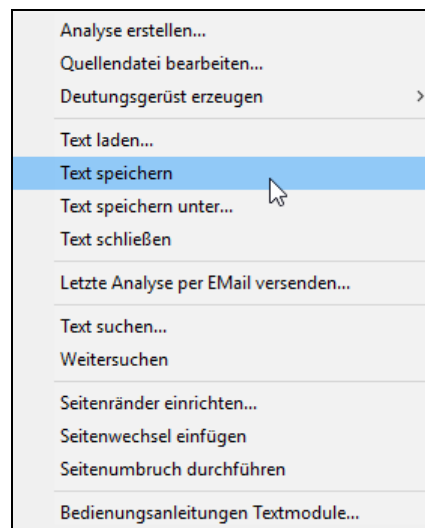 Analyse erstellen...
Quellendatei bearbeiten...
Deutungsgerüst erzeugen
Text laden...
Text speichern
Text speichern unter...
Text schließen
Letzte Analyse per EMail versenden...
Text suchen...
Weitersuchen
Seitenränder einrichten...
Seitenwechsel einfügen
Seitenumbruch durchführen
Bedienungsanleitungen Textmodule...